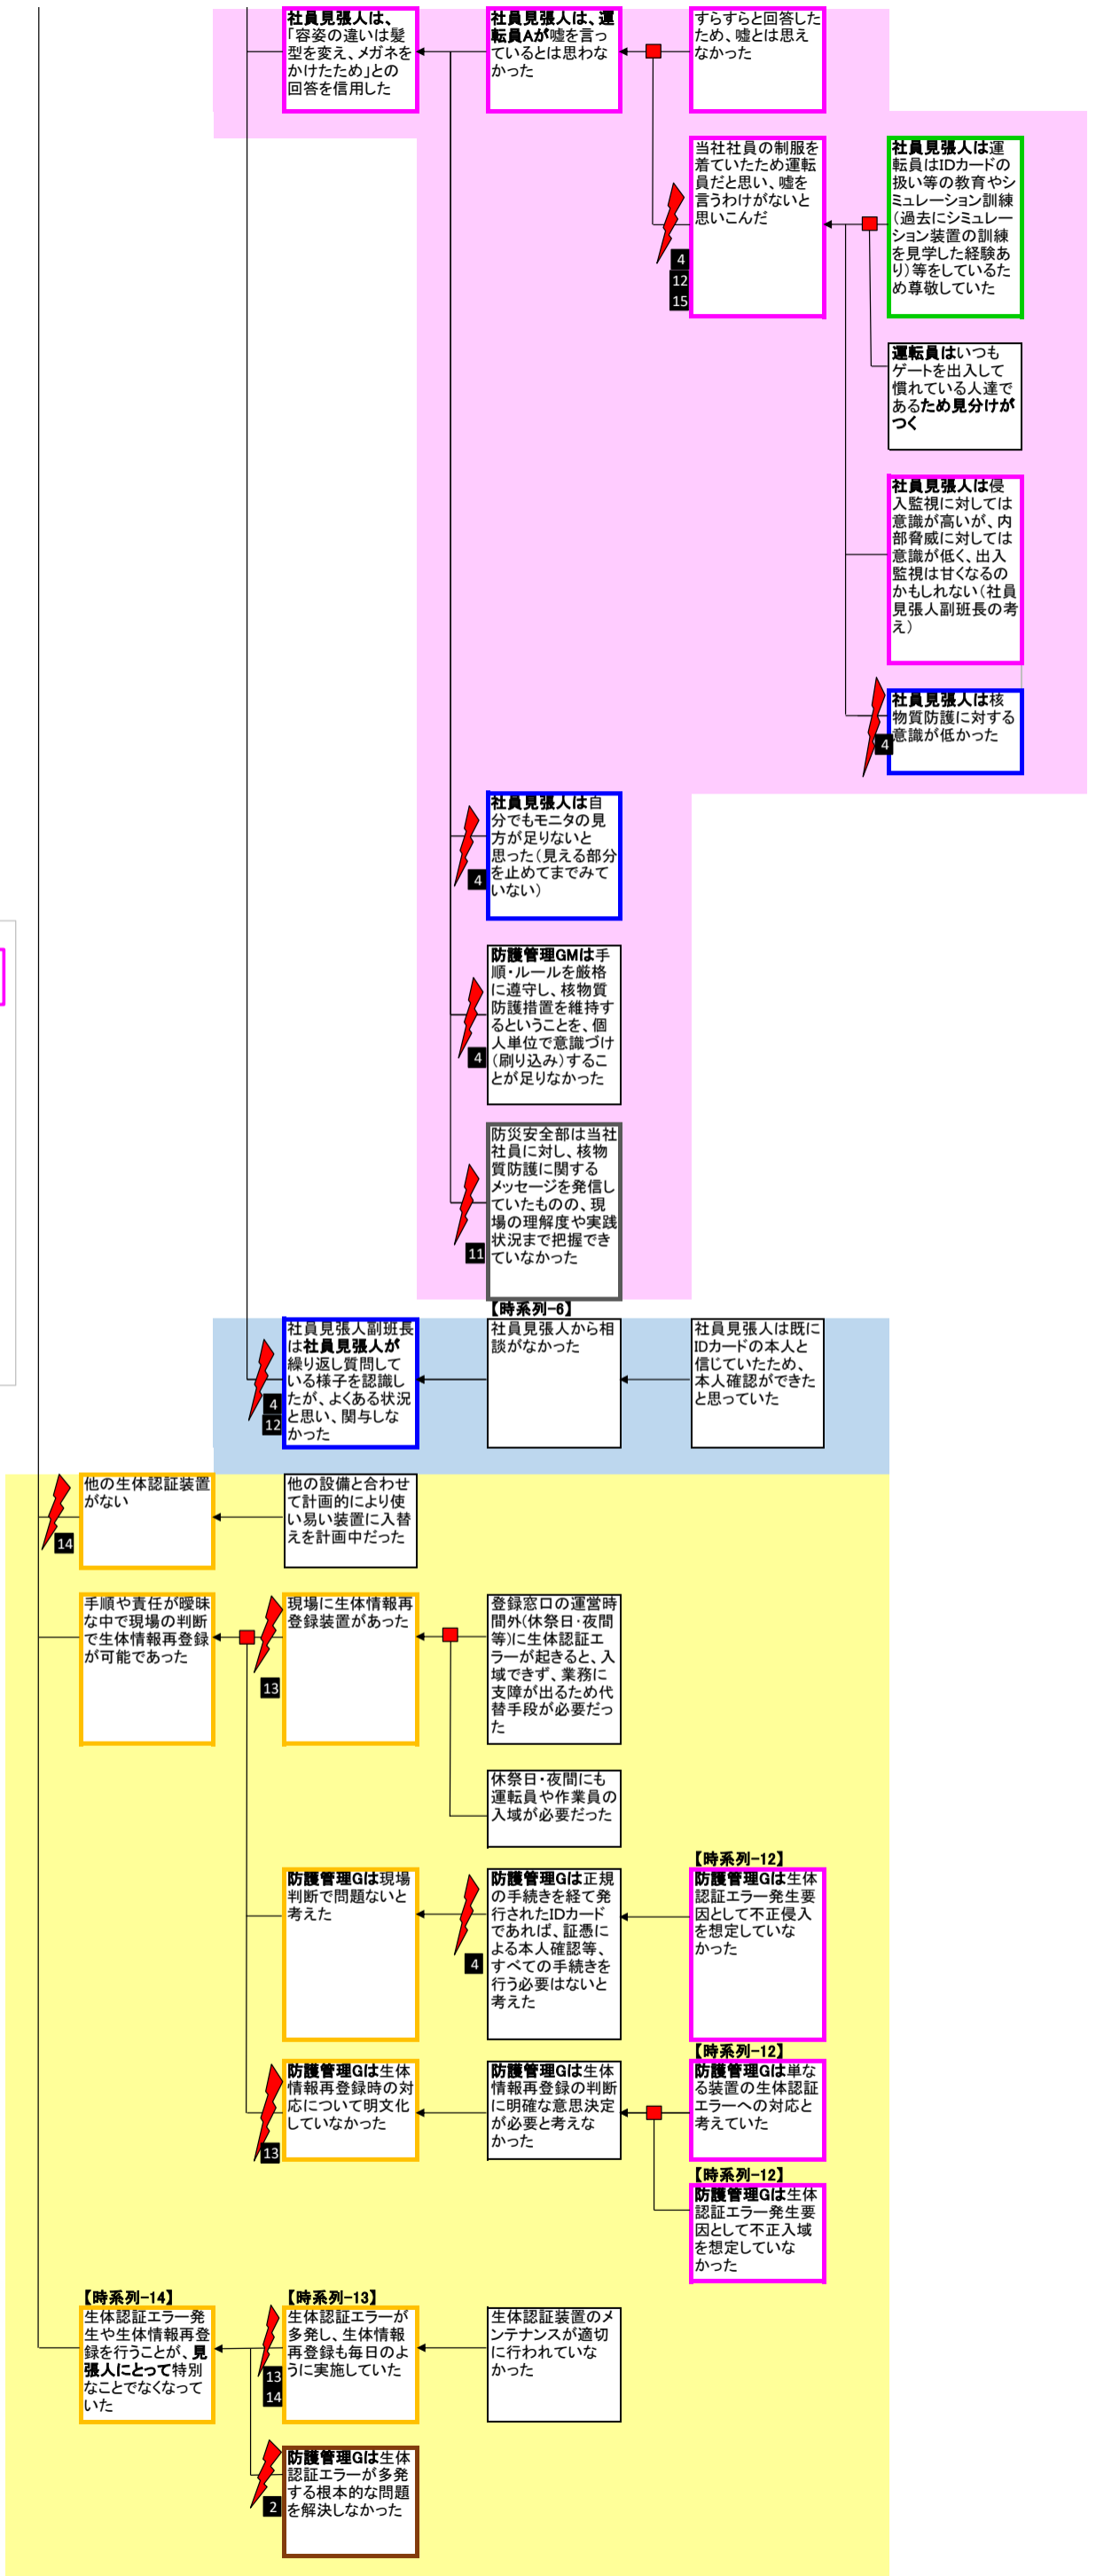 社員見張人は、
「容姿の違いは髪
型を変え、メガネを
かけたため」との
回答を信用した
社員見張人は、運
転員Aが嘘を言っ
ているとは思わな
かった
すらすらと回答した
ため、嘘とは思え
なかった
当社社員の制服を
着ていたため運転
員だと思い、嘘を
言うわけがないと
思いこんだ
4
12
15
社員見張人は運
転員はIDカードの
扱い等の教育やシ
ミュレーション訓練
(過去にシミュレー
ション装置の訓練
を見学した経験あ
り)等をしているた
め尊敬していた
運転員はいつも
ゲートを出入して
慣れている人達で
あるため見分けが
つく
社員見張人は侵
入監視に対しては
意識が高いが、内
部脅威に対しては
意識が低く、出入
監視は甘くなるの
かもしれない(社員
見張人副班長の考
え)
社員見張人は核
物質防護に対する
意識が低かった
4
社員見張人は自
分でもモニタの見
方が足りないと
思った(見える部分
を止めてまでみて
いない)
4
防護管理GMは手
順・ルールを厳格
に遵守し、核物質
防護措置を維持す
るということを、個
人単位で意識づけ
(刷り込み)するこ
とが足りなかった
4
防災安全部は当社
社員に対し、核物
質防護に関する
メッセージを発信し
ていたものの、現
場の理解度や実践
状況まで把握でき
ていなかった
11
社員見張人副班長
は社員見張人が
繰り返し質問して
いる様子を認識し
たが、よくある状況
と思い、関与しな
かった
4
12
【時系列-6】
社員見張人から相
談がなかった
社員見張人は既に
IDカードの本人と
信じていたため、
本人確認ができた
と思っていた
他の生体認証装置
がない
14
他の設備と合わせ
て計画的により使
い易い装置に入替
えを計画中だった
手順や責任が曖昧
な中で現場の判断
で生体情報再登録
が可能であった
現場に生体情報再
登録装置があった
13
登録窓口の運営時
間外(休祭日・夜間
等)に生体認証エ
ラーが起きると、入
域できず、業務に
支障が出るため代
替手段が必要だっ
た
休祭日・夜間にも
運転員や作業員の
入域が必要だった
防護管理Gは現場
判断で問題ないと
考えた
防護管理Gは正規
の手続きを経て発
行されたIDカード
であれば、証憑に
よる本人確認等、
すべての手続きを
行う必要はないと
考えた
4
【時系列-12】
防護管理Gは生体
認証エラー発生要
因として不正侵入
を想定していな
かった
防護管理Gは生体
情報再登録時の対
応について明文化
していなかった
13
防護管理Gは生体
情報再登録の判断
に明確な意思決定
が必要と考えな
かった
【時系列-12】
防護管理Gは単な
る装置の生体認証
エラーへの対応と
考えていた
【時系列-12】
防護管理Gは生体
認証エラー発生要
因として不正入域
を想定していな
かった
【時系列-14】
生体認証エラー発
生や生体情報再登
録を行うことが、見
張人にとって特別
なことでなくなって
いた
【時系列-13】
生体認証エラーが
多発し、生体情報
再登録も毎日のよ
うに実施していた
13
14
生体認証装置のメ
ンテナンスが適切
に行われていな
かった
防護管理Gは生体
認証エラーが多発
する根本的な問題
を解決しなかった
2